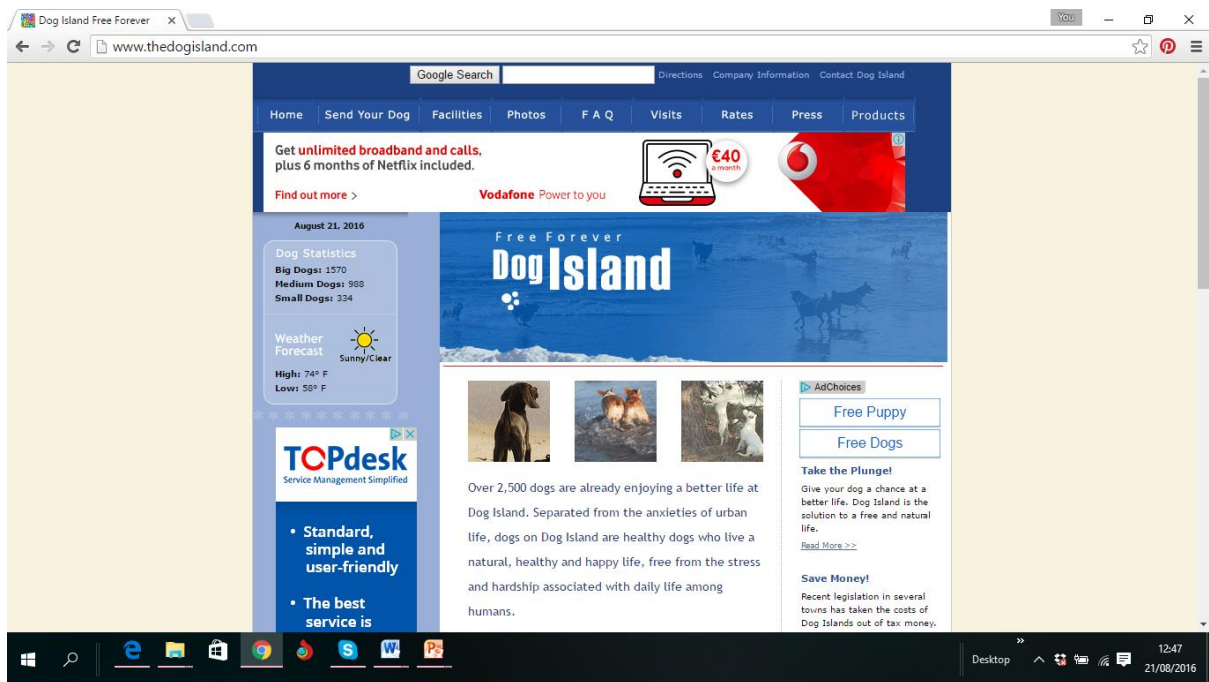 Dog Island Free Forever
You
www.thedogisland.com
Google Search
Directions Company Information Contact Dog Island
Home Send Your Dog Facilities Photos F A Q Visits Rates Press Products
Get unlimited broadband and calls,
plus 6 months of Netflix included.
Find out more >
Vodafone Power to you
€40
a month
August 21, 2016
Dog Statistics
Big Dogs: 1570
Medium Dogs: 988
Small Dogs: 334
Weather
Forecast
Sunny/Clear
High: 74° F
Low: 58° F
TOPdesk
Service Management Simplified
• Standard,
simple and
user-friendly
• The best
service is
Free Forever
Dog Island
Over 2,500 dogs are already enjoying a better life at
Dog Island. Separated from the anxieties of urban
life, dogs on Dog Island are healthy dogs who live a
natural, healthy and happy life, free from the stress
and hardship associated with daily life among
humans.
AdChoices
Free Puppy
Free Dogs
Take the Plunge!
Give your dog a chance at a
better life. Dog Island is the
solution to a free and natural
life.
Read More >>
Save Money!
Recent legislation in several
towns has taken the costs of
Dog Islands out of tax money.
Desktop
12:47
21/08/2016